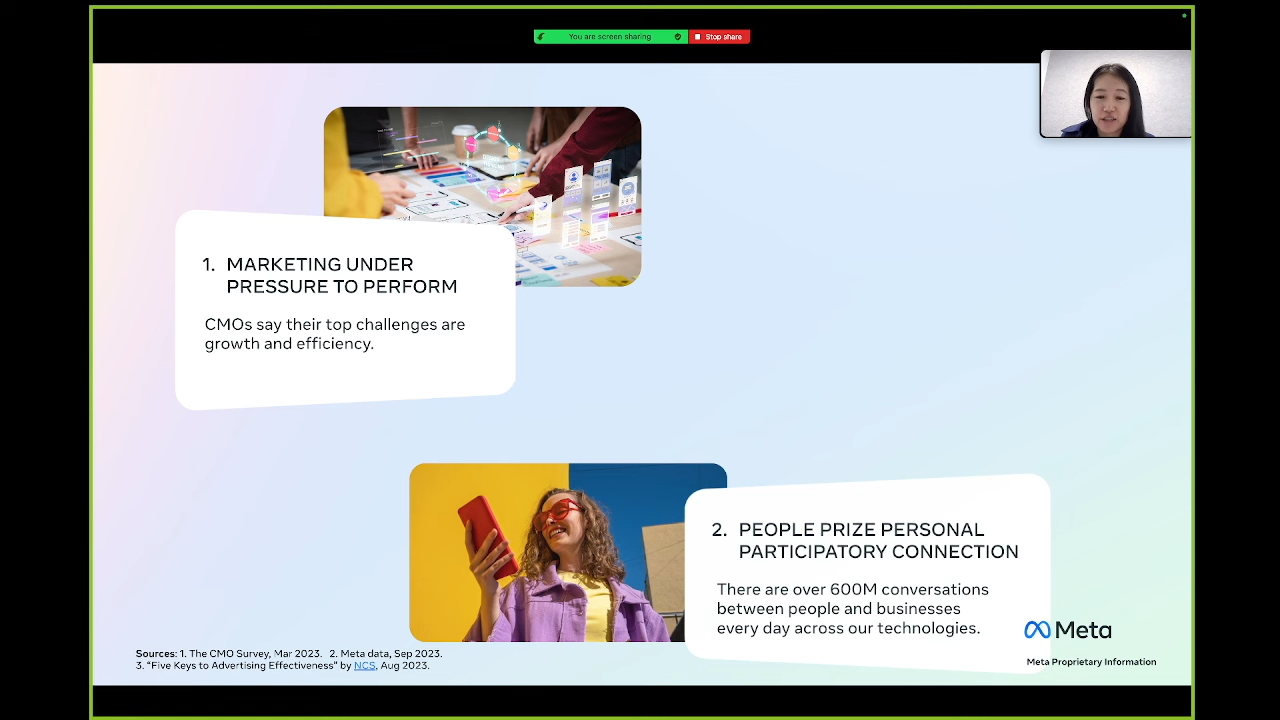 You are screen sharing
Stop share
1. MARKETING UNDER
PRESSURE TO PERFORM
CMOs say their top challenges are
growth and efficiency.
2. PEOPLE PRIZE PERSONAL
PARTICIPATORY CONNECTION
There are over 600M conversations
between people and businesses
every day across our technologies.
Meta
Meta Proprietary Information
Sources: 1. The CMO Survey, Mar 2023. 2. Meta data, Sep 2023.
3. “Five Keys to Advertising Effectiveness” by NCS, Aug 2023.